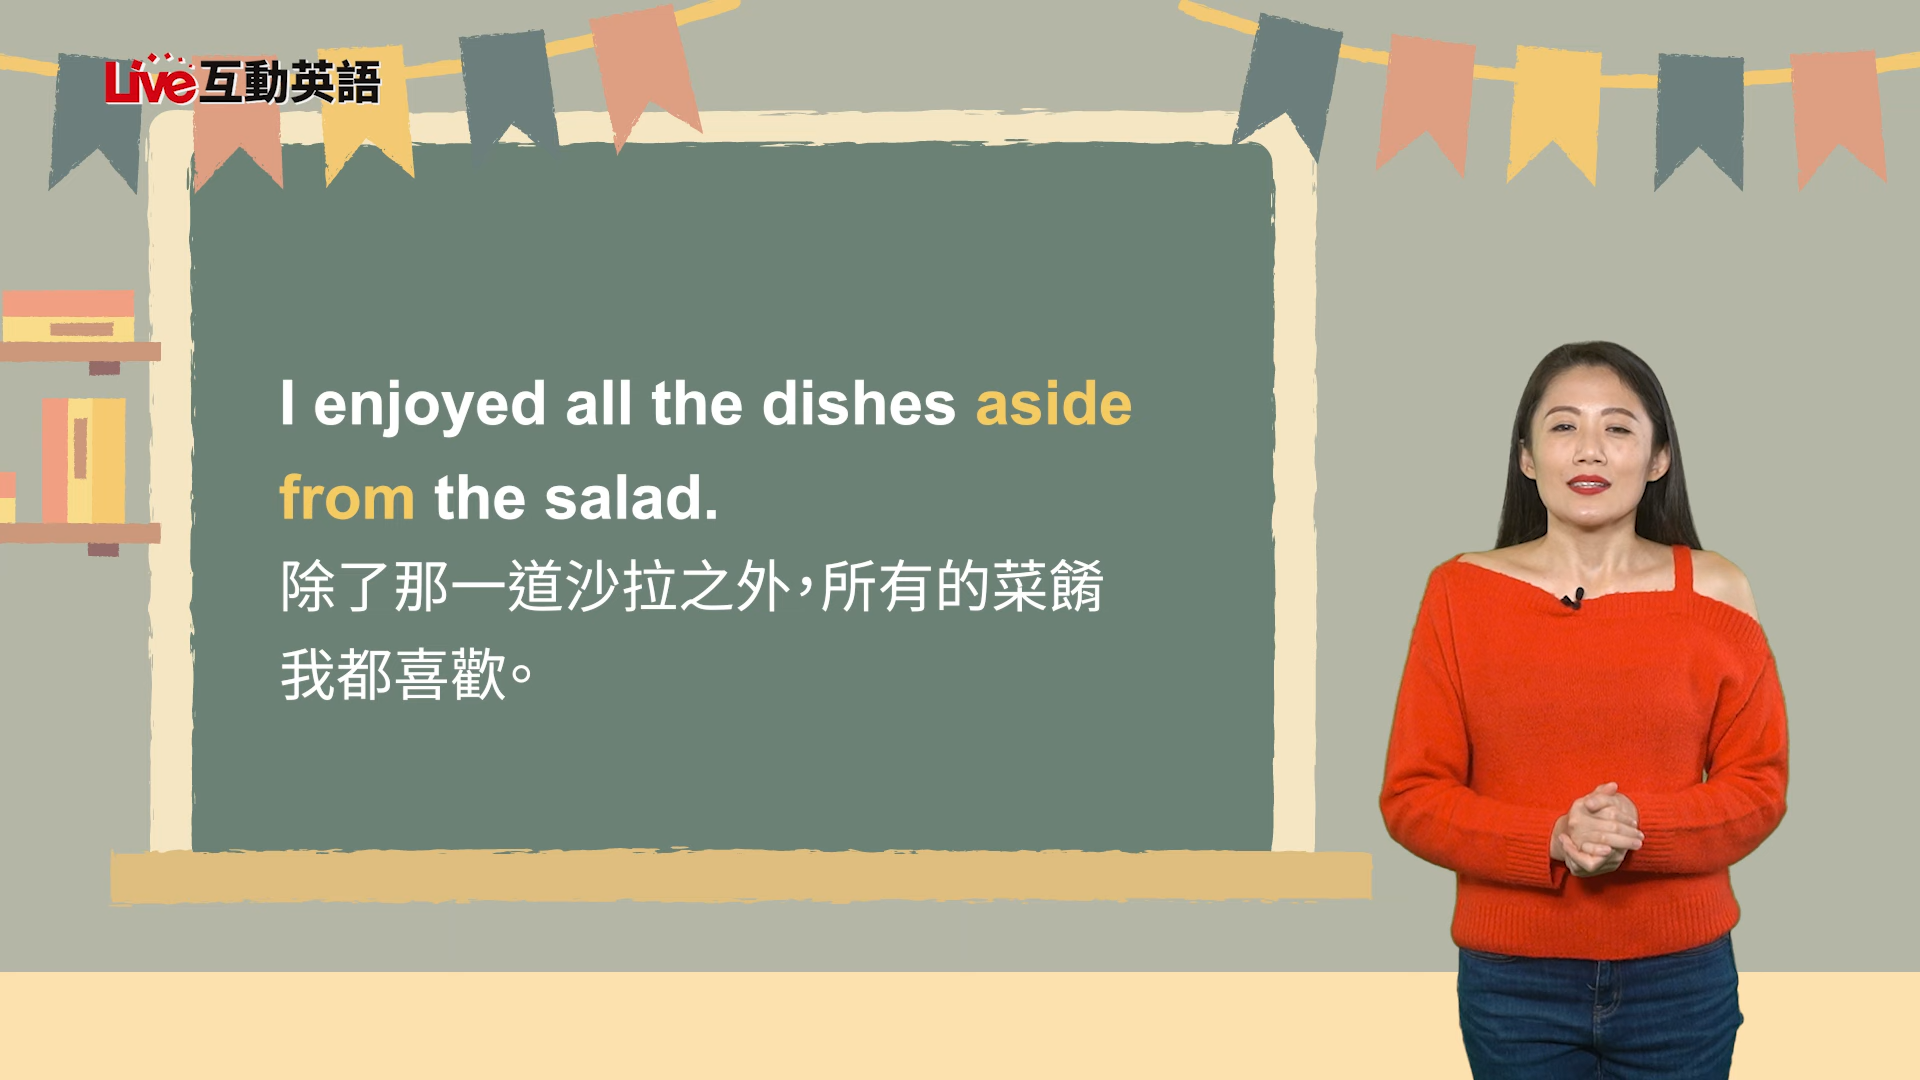 Live互動英語
I enjoyed all the dishes aside
from the salad.
除了那一道沙拉之外，所有的菜餚
我都喜歡。